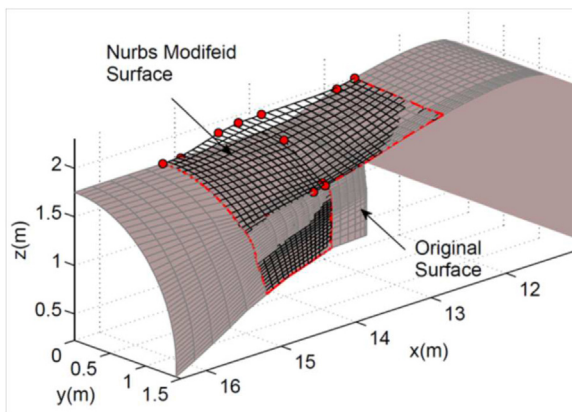 Nurbs Modifeid
Surface
2
1.5
1
0.5
0
z(m)
Original
Surface
0.5
1
1.5
y(m)
16
15
14
13
12
x(m)